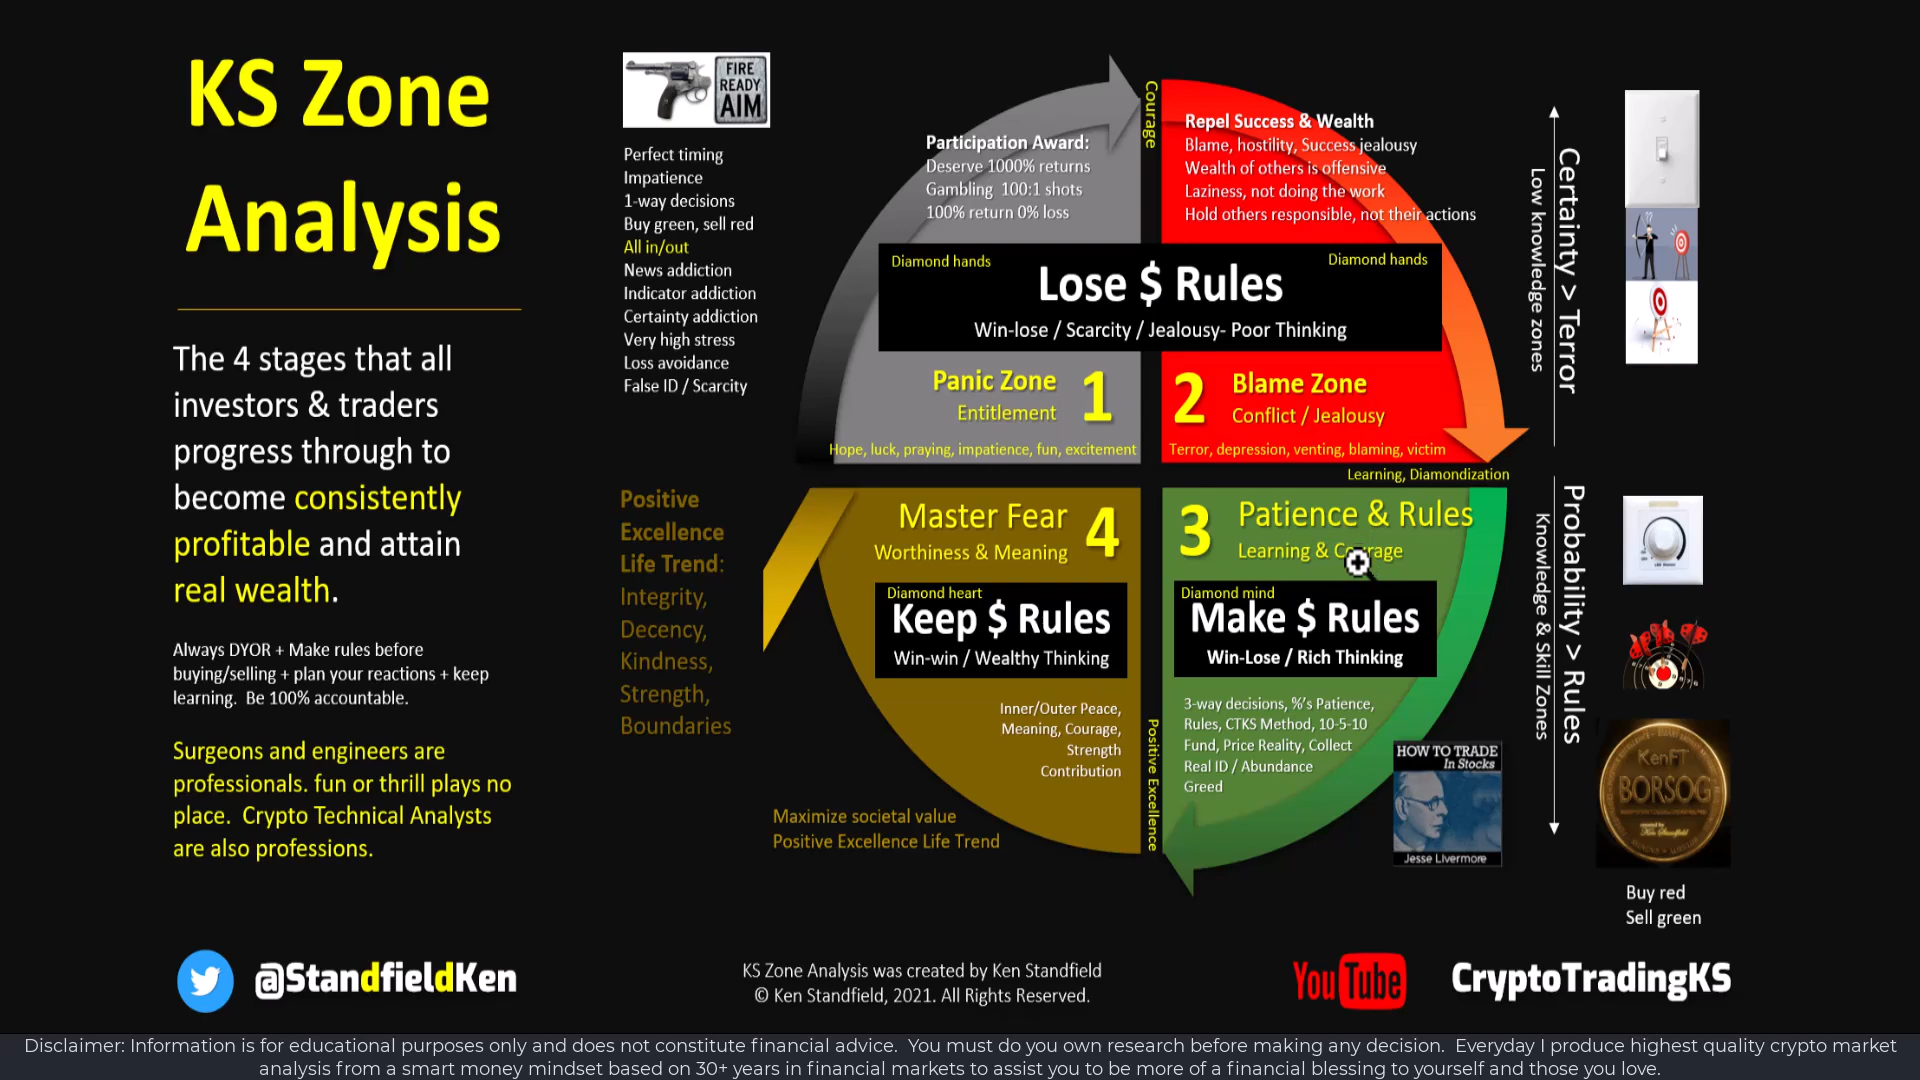 KS Zone
Analysis
The 4 stages that all
investors & traders
progress through to
become consistently
profitable and attain
real wealth.
Always DYOR + Make rules before
buying/selling + plan your reactions + keep
learning. Be 100% accountable.
Surgeons and engineers are
professionals. fun or thrill plays no
place. Crypto Technical Analysts
are also professions.
FIRE
READY
AIM
Perfect timing
Impatience
1-way decisions
Buy green, sell red
All in/out
News addiction
Indicator addiction
Certainty addiction
Very high stress
Loss avoidance
False ID / Scarcity
Positive
Excellence
Life Trend:
Integrity,
Decency,
Kindness,
Strength,
Boundaries
Participation Award:
Deserve 1000% returns
Gambling 100:1 shots
100% return 0% loss
Courage
Repel Success & Wealth
Blame, hostility, Success jealousy
Wealth of others is offensive
Laziness, not doing the work
Hold others responsible, not their actions
Diamond hands
Diamond hands
Lose $ Rules
Win-lose / Scarcity / Jealousy- Poor Thinking
Panic Zone
Entitlement
1
Hope, luck, praying, impatience, fun, excitement
2
Blame Zone
Conflict / Jealousy
Terror, depression, venting, blaming, victim
Learning, Diamondization
Master Fear
Worthiness & Meaning
4
Diamond heart
Keep $ Rules
Win-win / Wealthy Thinking
Inner/Outer Peace,
Meaning, Courage,
Strength
Contribution
Maximize societal value
Positive Excellence Life Trend
Positive Excellence
3
Patience & Rules
Learning & Courage
Diamond mind
Make $ Rules
Win-Lose / Rich Thinking
3-way decisions, %'s Patience,
Rules, CTKS Method, 10-5-10
Fund, Price Reality, Collect
Real ID / Abundance
Greed
HOW TO TRADE
In Stocks
Jesse Livermore
Certainty > Terror
Low knowledge zones
Probability > Rules
Knowledge & Skill Zones
KenFT
BORSOG
created by
Ken Standfield
Buy red
Sell green
@StandfieldKen
KS Zone Analysis was created by Ken Standfield
© Ken Standfield, 2021. All Rights Reserved.
YouTube
CryptoTradingKS
Disclaimer: Information is for educational purposes only and does not constitute financial advice. You must do you own research before making any decision. Everyday I produce highest quality crypto market
analysis from a smart money mindset based on 30+ years in financial markets to assist you to be more of a financial blessing to yourself and those you love.